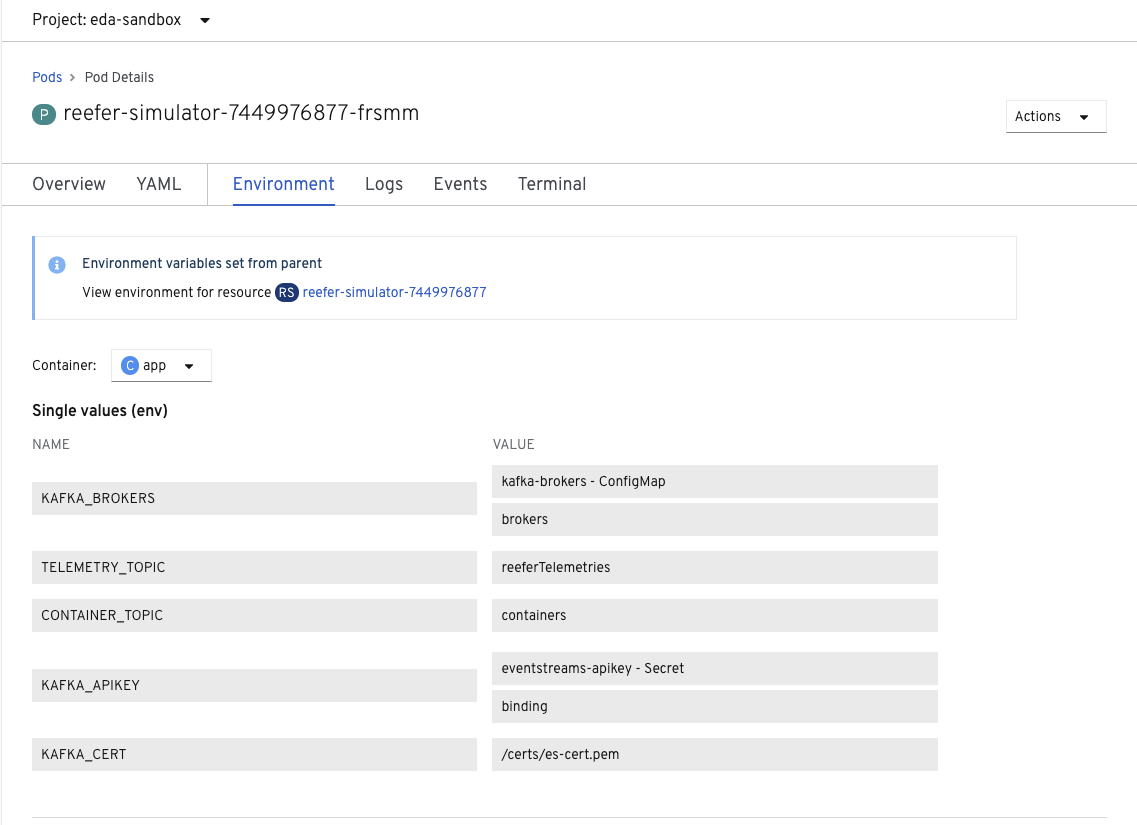 Project: eda-sandbox
Pods > Pod Details
P reefer-simulator-7449976877-frsmm
Actions
Overview YAML Environment Logs Events Terminal
Environment variables set from parent
View environment for resource RS reefer-simulator-7449976877
Container: C app
Single values (env)
NAME VALUE
KAFKA_BROKERS
kafka-brokers - ConfigMap
brokers
TELEMETRY_TOPIC reeferTelemetries
CONTAINER_TOPIC containers
KAFKA_APIKEY
eventstreams-apikey - Secret
binding
KAFKA_CERT /certs/es-cert.pem